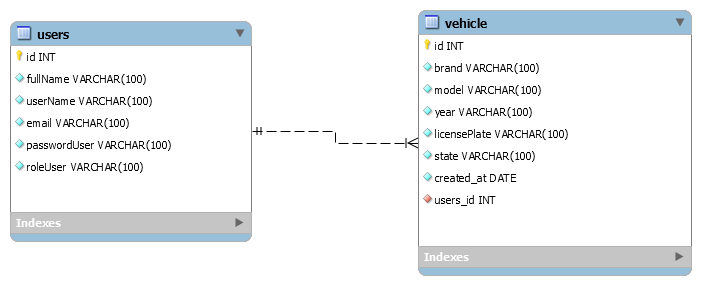 users
id INT
fullName VARCHAR(100)
userName VARCHAR(100)
email VARCHAR(100)
passwordUser VARCHAR(100)
roleUser VARCHAR(100)
Indexes
vehicle
id INT
brand VARCHAR(100)
model VARCHAR(100)
year VARCHAR(100)
licensePlate VARCHAR(100)
state VARCHAR(100)
created_at DATE
users_id INT
Indexes